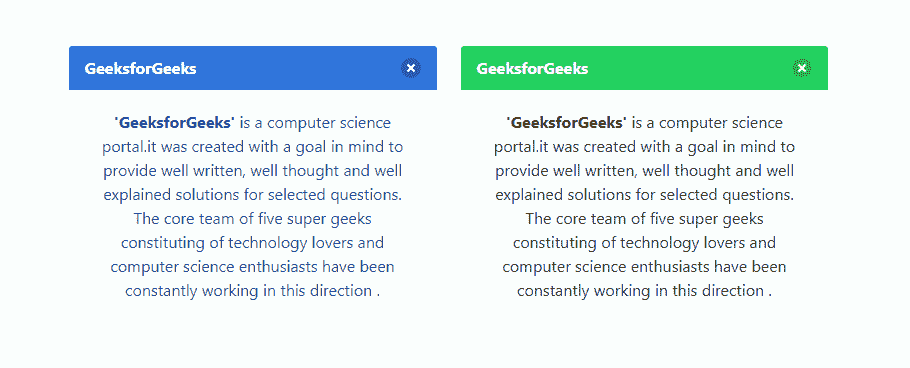 GeeksforGeeks
'GeeksforGeeks' is a computer science
portal.it was created with a goal in mind to
provide well written, well thought and well
explained solutions for selected questions.
The core team of five super geeks
constituting of technology lovers and
computer science enthusiasts have been
constantly working in this direction .
GeeksforGeeks
'GeeksforGeeks' is a computer science
portal.it was created with a goal in mind to
provide well written, well thought and well
explained solutions for selected questions.
The core team of five super geeks
constituting of technology lovers and
computer science enthusiasts have been
constantly working in this direction .